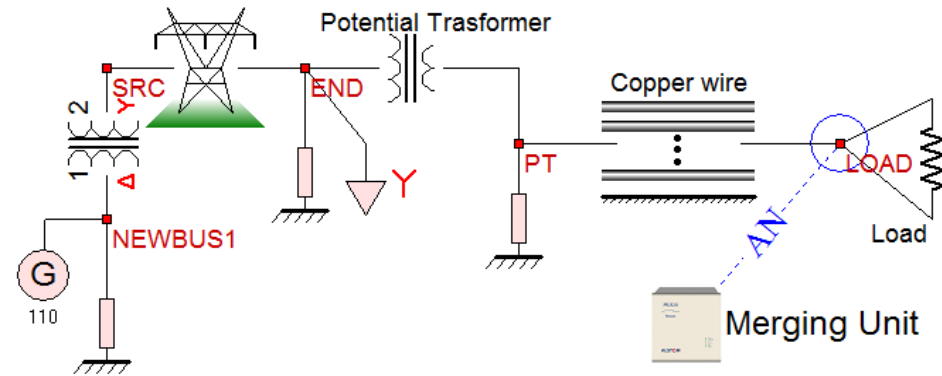 Potential Trasformer
SRC
END
Copper wire
2
Y
1
Δ
PT
LOAD
Y
NEWBUS1
AN
Load
G
110
Merging Unit